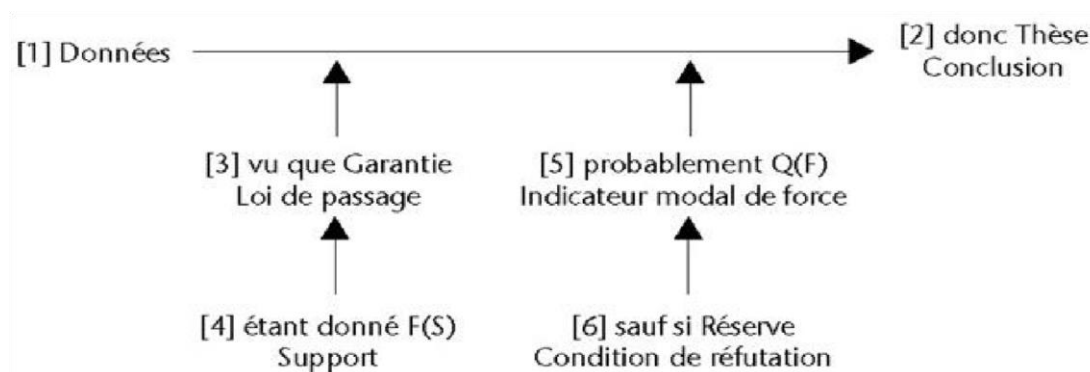 [1] Données
[2] donc Thèse
Conclusion
[3] vu que Garantie
Loi de passage
[5] probablement Q(F)
Indicateur modal de force
[4] étant donné F(S)
Support
[6] sauf si Réserve
Condition de réfutation